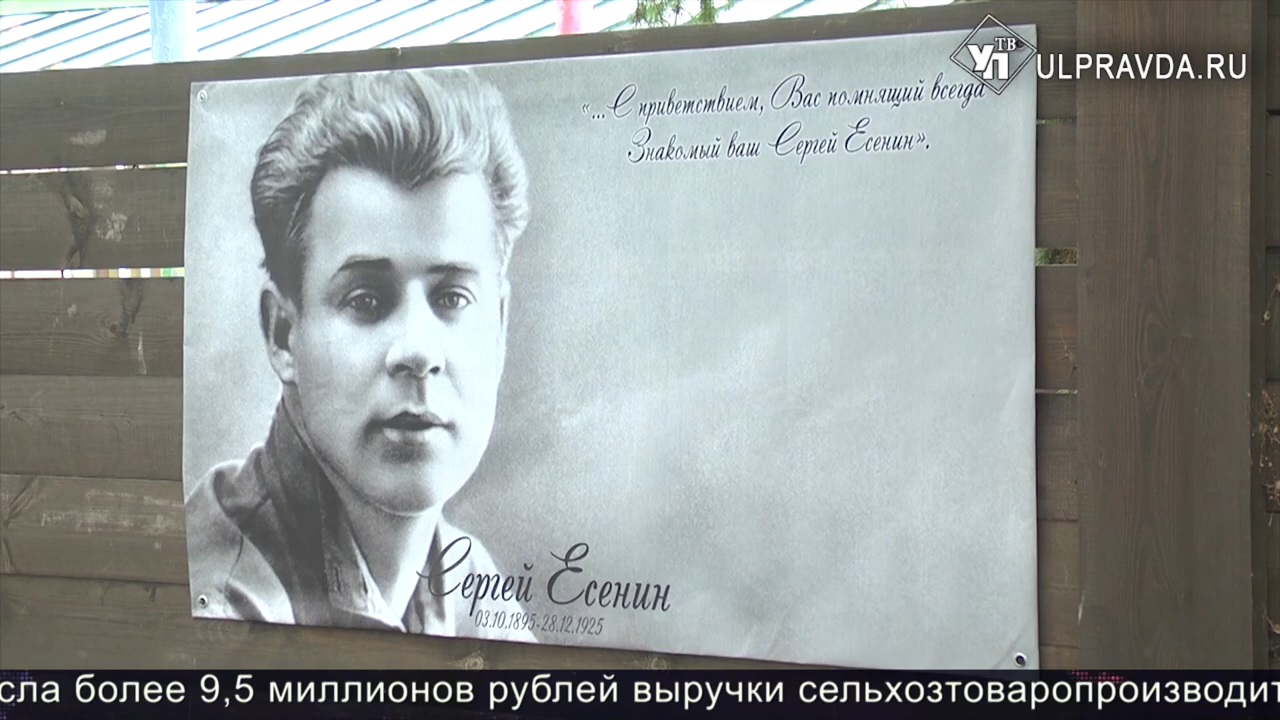 «...С приветствием, Вас помнящий всегда
Знакомый ваш Сергей Есенин».
УП ТВ
ULPRAVDA.RU
Сергей Есенин
03.10.1895-28.12.1925
сла более 9,5 миллионов рублей выручки сельхозтоваропроизводит